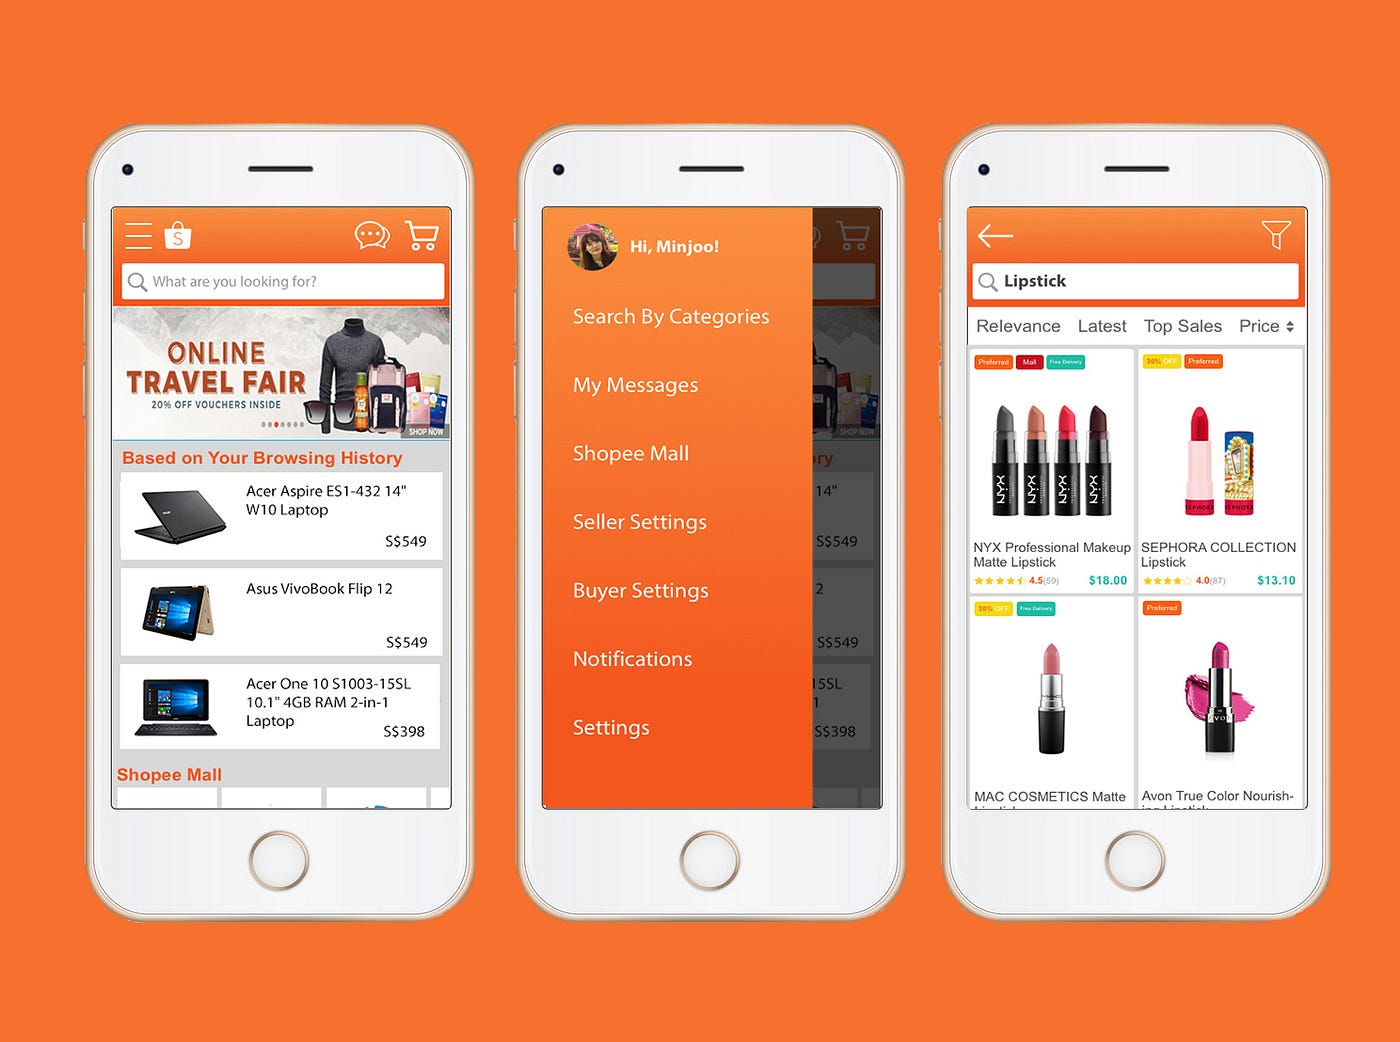 S
What are you looking for?
ONLINE
TRAVEL FAIR
20% OFF VOUCHERS INSIDE
SHOP NOW
Based on Your Browsing History
Acer Aspire ES1-432 14"
W10 Laptop
S$549
Asus VivoBook Flip 12
S$549
Acer One 10 S1003-15SL
10.1" 4GB RAM 2-in-1
Laptop
S$398
Shopee Mall
Hi, Minjoo!
Search By Categories
My Messages
Shopee Mall
Seller Settings
Buyer Settings
Notifications
Settings
SHOP NOW
ory
14"
S$549
2
S$549
15SL
1
S$398
Lipstick
Relevance Latest Top Sales Price
Preferred Mall Free Delivery
30% OFF Preferred
NYX NYX NYX NYX
SEPHORA SEPHORA
NYX Professional Makeup
Matte Lipstick
4.5(59) $18.00
SEPHORA COLLECTION
Lipstick
4.0(87) $13.10
30% OFF Free Delivery
Preferred
AVON
MAC COSMETICS Matte
Avon True Color Nourish-
ing Lipstick